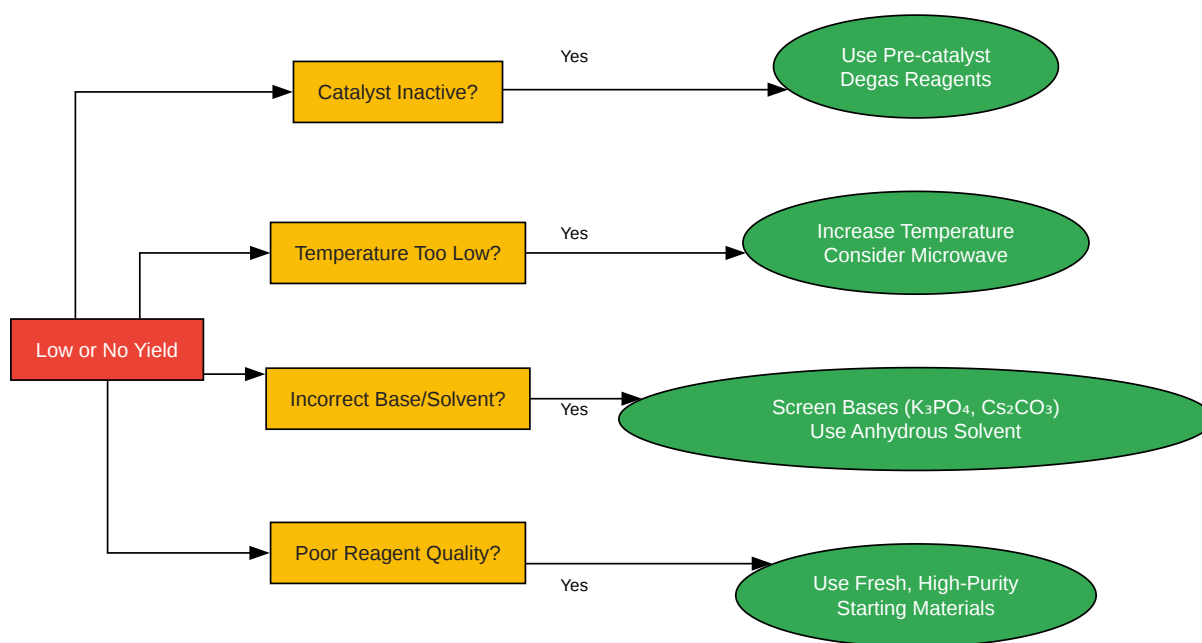 Catalyst Inactive?
Yes
Use Pre-catalyst
Degas Reagents
Temperature Too Low?
Yes
Increase Temperature
Consider Microwave
Low or No Yield
Incorrect Base/Solvent?
Yes
Screen Bases (K₃PO₄, Cs₂CO₃)
Use Anhydrous Solvent
Poor Reagent Quality?
Yes
Use Fresh, High-Purity
Starting Materials